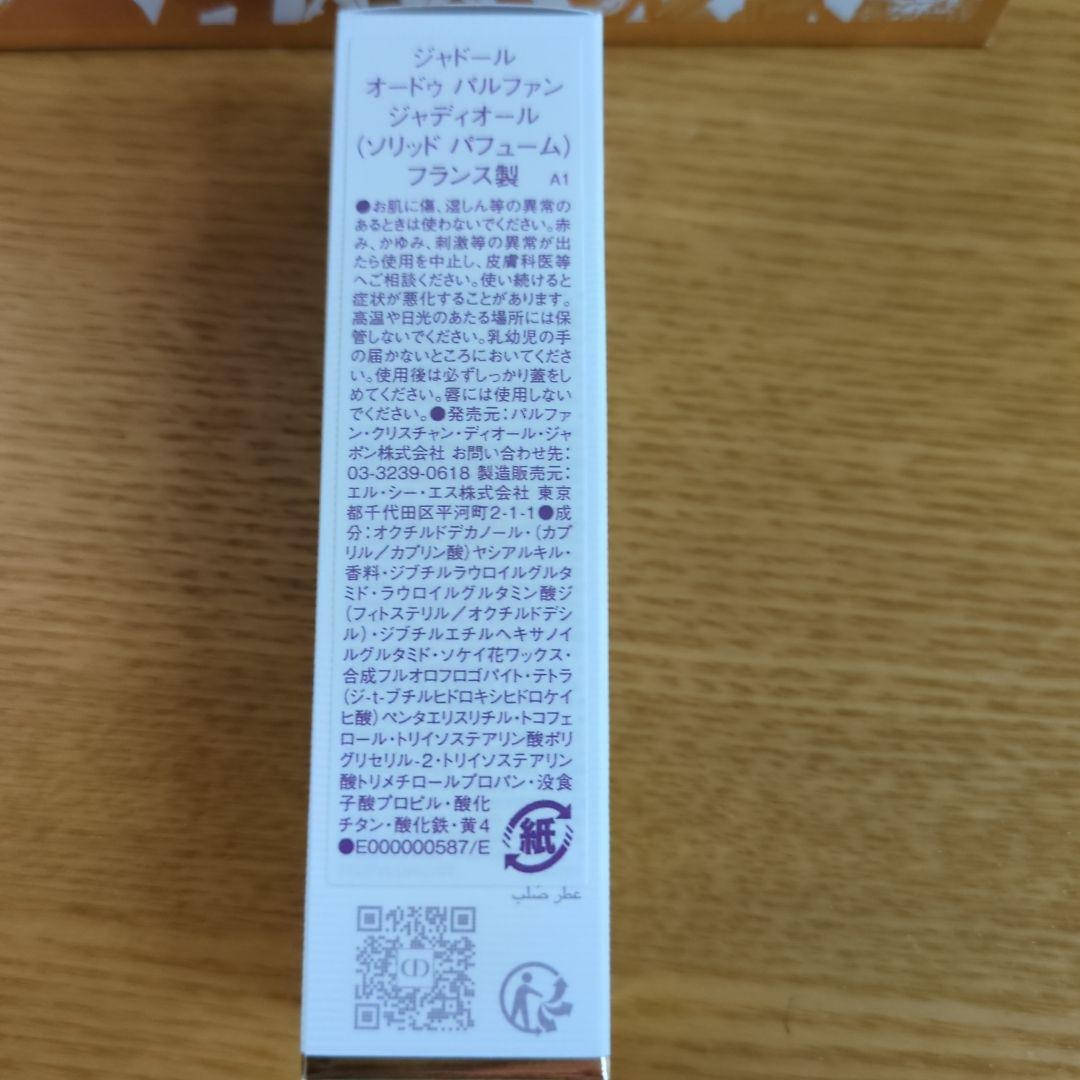 ジャドール
オードゥ パルファン
ジャディオール
(ソリッド パフューム)
フランス製 A1
●お肌に傷、湿しん等の異常の
あるときは使わないでください。赤
み、かゆみ、刺激等の異常が出
たら使用を中止し、皮膚科医等
へご相談ください。使い続けると
症状が悪化することがあります。
高温や日光のあたる場所には保
管しないでください。乳幼児の手
の届かないところにおいてくださ
い。使用後は必ずしっかり蓋をし
めてください。唇には使用しない
でください。●発売元:パルファ
ン・クリスチャン・ディオール・ジャ
ポン株式会社 お問い合わせ先:
03-3239-0618 製造販売元:
エル・シー・エス株式会社 東京
都千代田区平河町2-1-1●成
分:オクチルドデカノール・(カプ
リル/カプリン酸)ヤシアルキル・
香料・ジブチルラウロイルグルタ
ミド・ラウロイルグルタミン酸ジ
(フィトステリル/オクチルドデシ
ル)・ジブチルエチルヘキサノイ
ルグルタミド・ソケイ花ワックス・
合成フルオロフロゴパイト・テトラ
(ジ-t-ブチルヒドロキシヒドロケイ
ヒ酸)ペンタエリスリチル・トコフェ
ロール・トリイソステアリン酸ポリ
グリセリル-2・トリイソステアリン
酸トリメチロールプロパン・没食
子酸プロピル・酸化
チタン・酸化鉄・黄4
●E000000587/E
紙
عطر صلب
CD